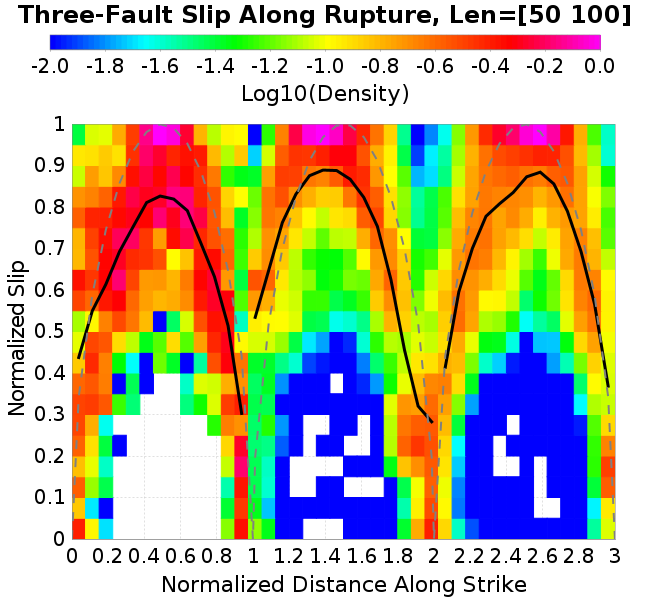 Three-Fault Slip Along Rupture, Len=[50 100]
-2.0 -1.8 -1.6 -1.4 -1.2 -1.0 -0.8 -0.6 -0.4 -0.2 0.0
Log10(Density)
1
0.9
0.8
0.7
0.6
0.5
0.4
0.3
0.2
0.1
0
Normalized Slip
0 0.2 0.4 0.6 0.8 1 1.2 1.4 1.6 1.8 2 2.2 2.4 2.6 2.8 3
Normalized Distance Along Strike